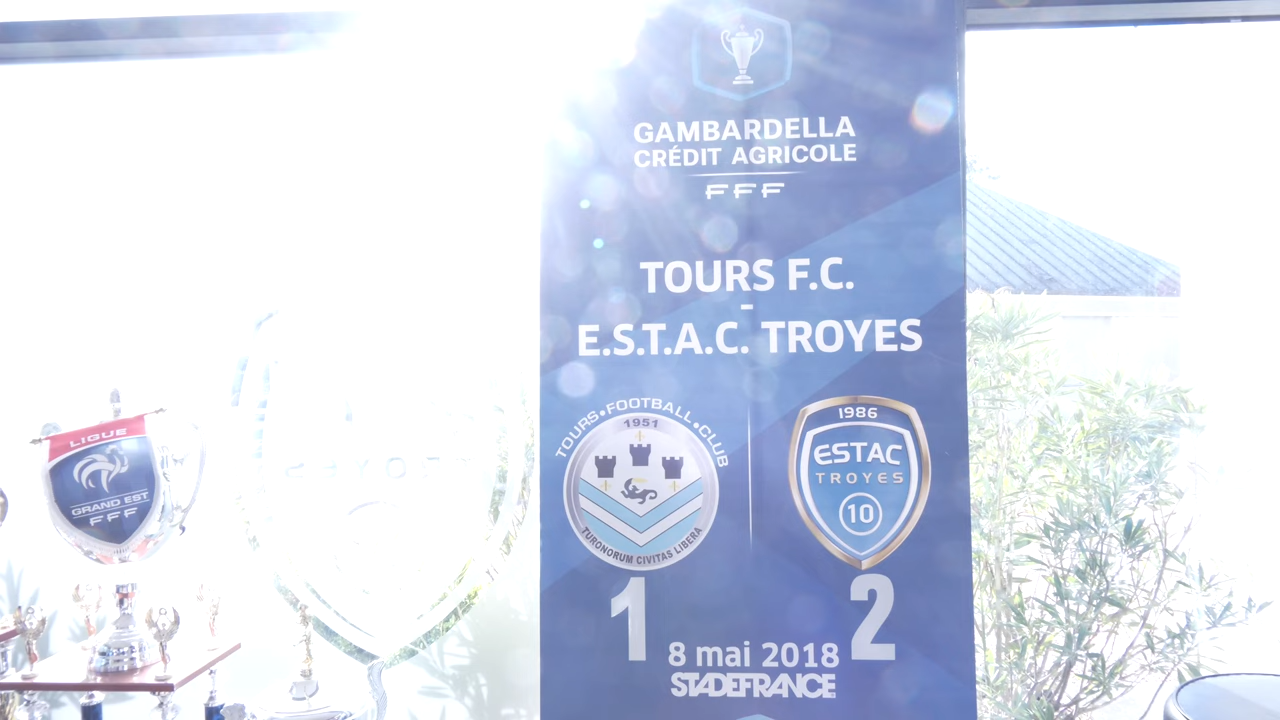 GAMBARDELLA
CRÉDIT AGRICOLE
FFF
TOURS F.C.
-
E.S.T.A.C. TROYES
TOURS•FOOTBALL•CLUB
1951
TURONORUM CIVITAS LIBERA
1986
ESTAC
TROYES
10
1
2
8 mai 2018
STADEFRANCE
LIGUE
GRAND EST
FFF